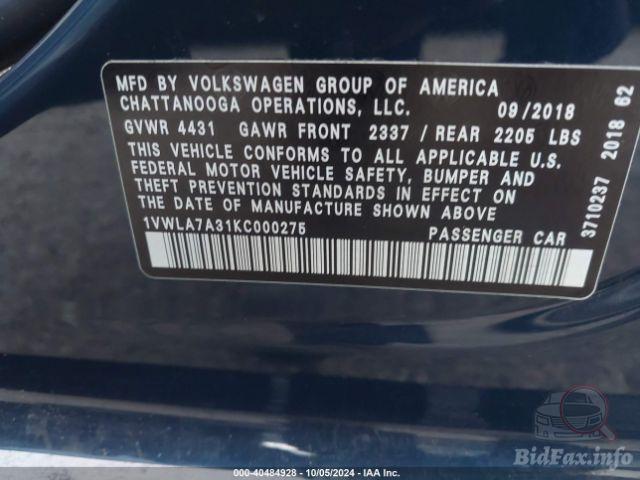 MFD BY VOLKSWAGEN GROUP OF AMERICA
CHATTANOOGA OPERATIONS, LLC. 09/2018
GVWR 4431 GAWR FRONT 2337 / REAR 2205 LBS
THIS VEHICLE CONFORMS TO ALL APPLICABLE U.S.
FEDERAL MOTOR VEHICLE SAFETY, BUMPER AND
THEFT PREVENTION STANDARDS IN EFFECT ON
DATE OF MANUFACTURE SHOWN ABOVE
1VWLA7A31KC000275 PASSENGER CAR
3710237 2018 62
BidFax.info
000-40484928 - 10/05/2024 - IAA Inc.